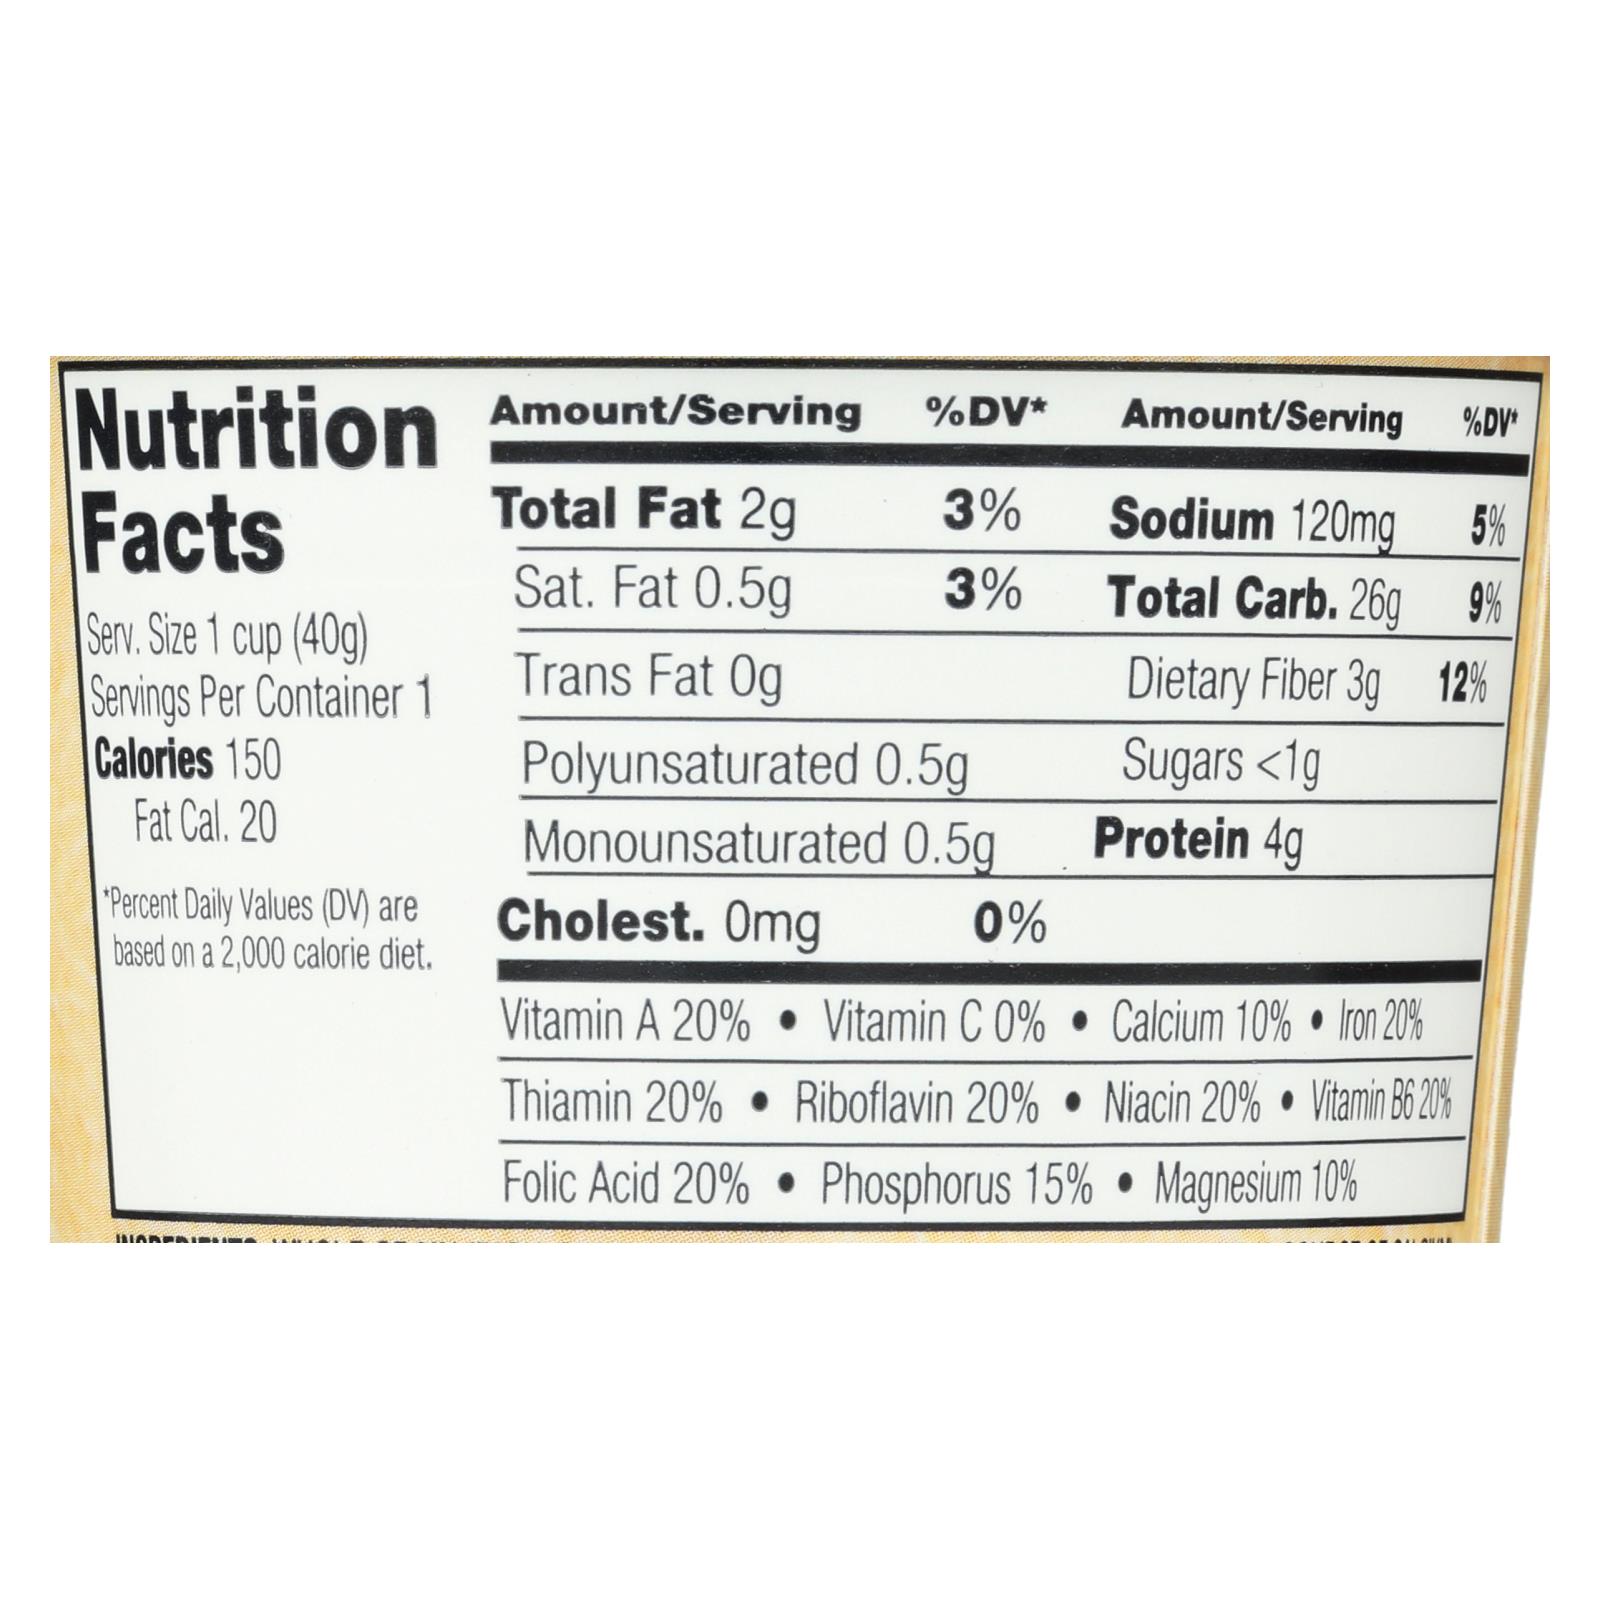 Nutrition
Facts
Serv. Size 1 cup (40g)
Servings Per Container 1
Calories 150
Fat Cal. 20
*Percent Daily Values (DV) are
based on a 2,000 calorie diet.
Amount/Serving %DV* Amount/Serving %DV*
Total Fat 2g 3% Sodium 120mg 5%
Sat. Fat 0.5g 3% Total Carb. 26g 9%
Trans Fat 0g Dietary Fiber 3g 12%
Polyunsaturated 0.5g Sugars <1g
Monounsaturated 0.5g Protein 4g
Cholest. 0mg 0%
Vitamin A 20% • Vitamin C 0% • Calcium 10% • Iron 20%
Thiamin 20% • Riboflavin 20% • Niacin 20% • Vitamin B6 20%
Folic Acid 20% • Phosphorus 15% • Magnesium 10%